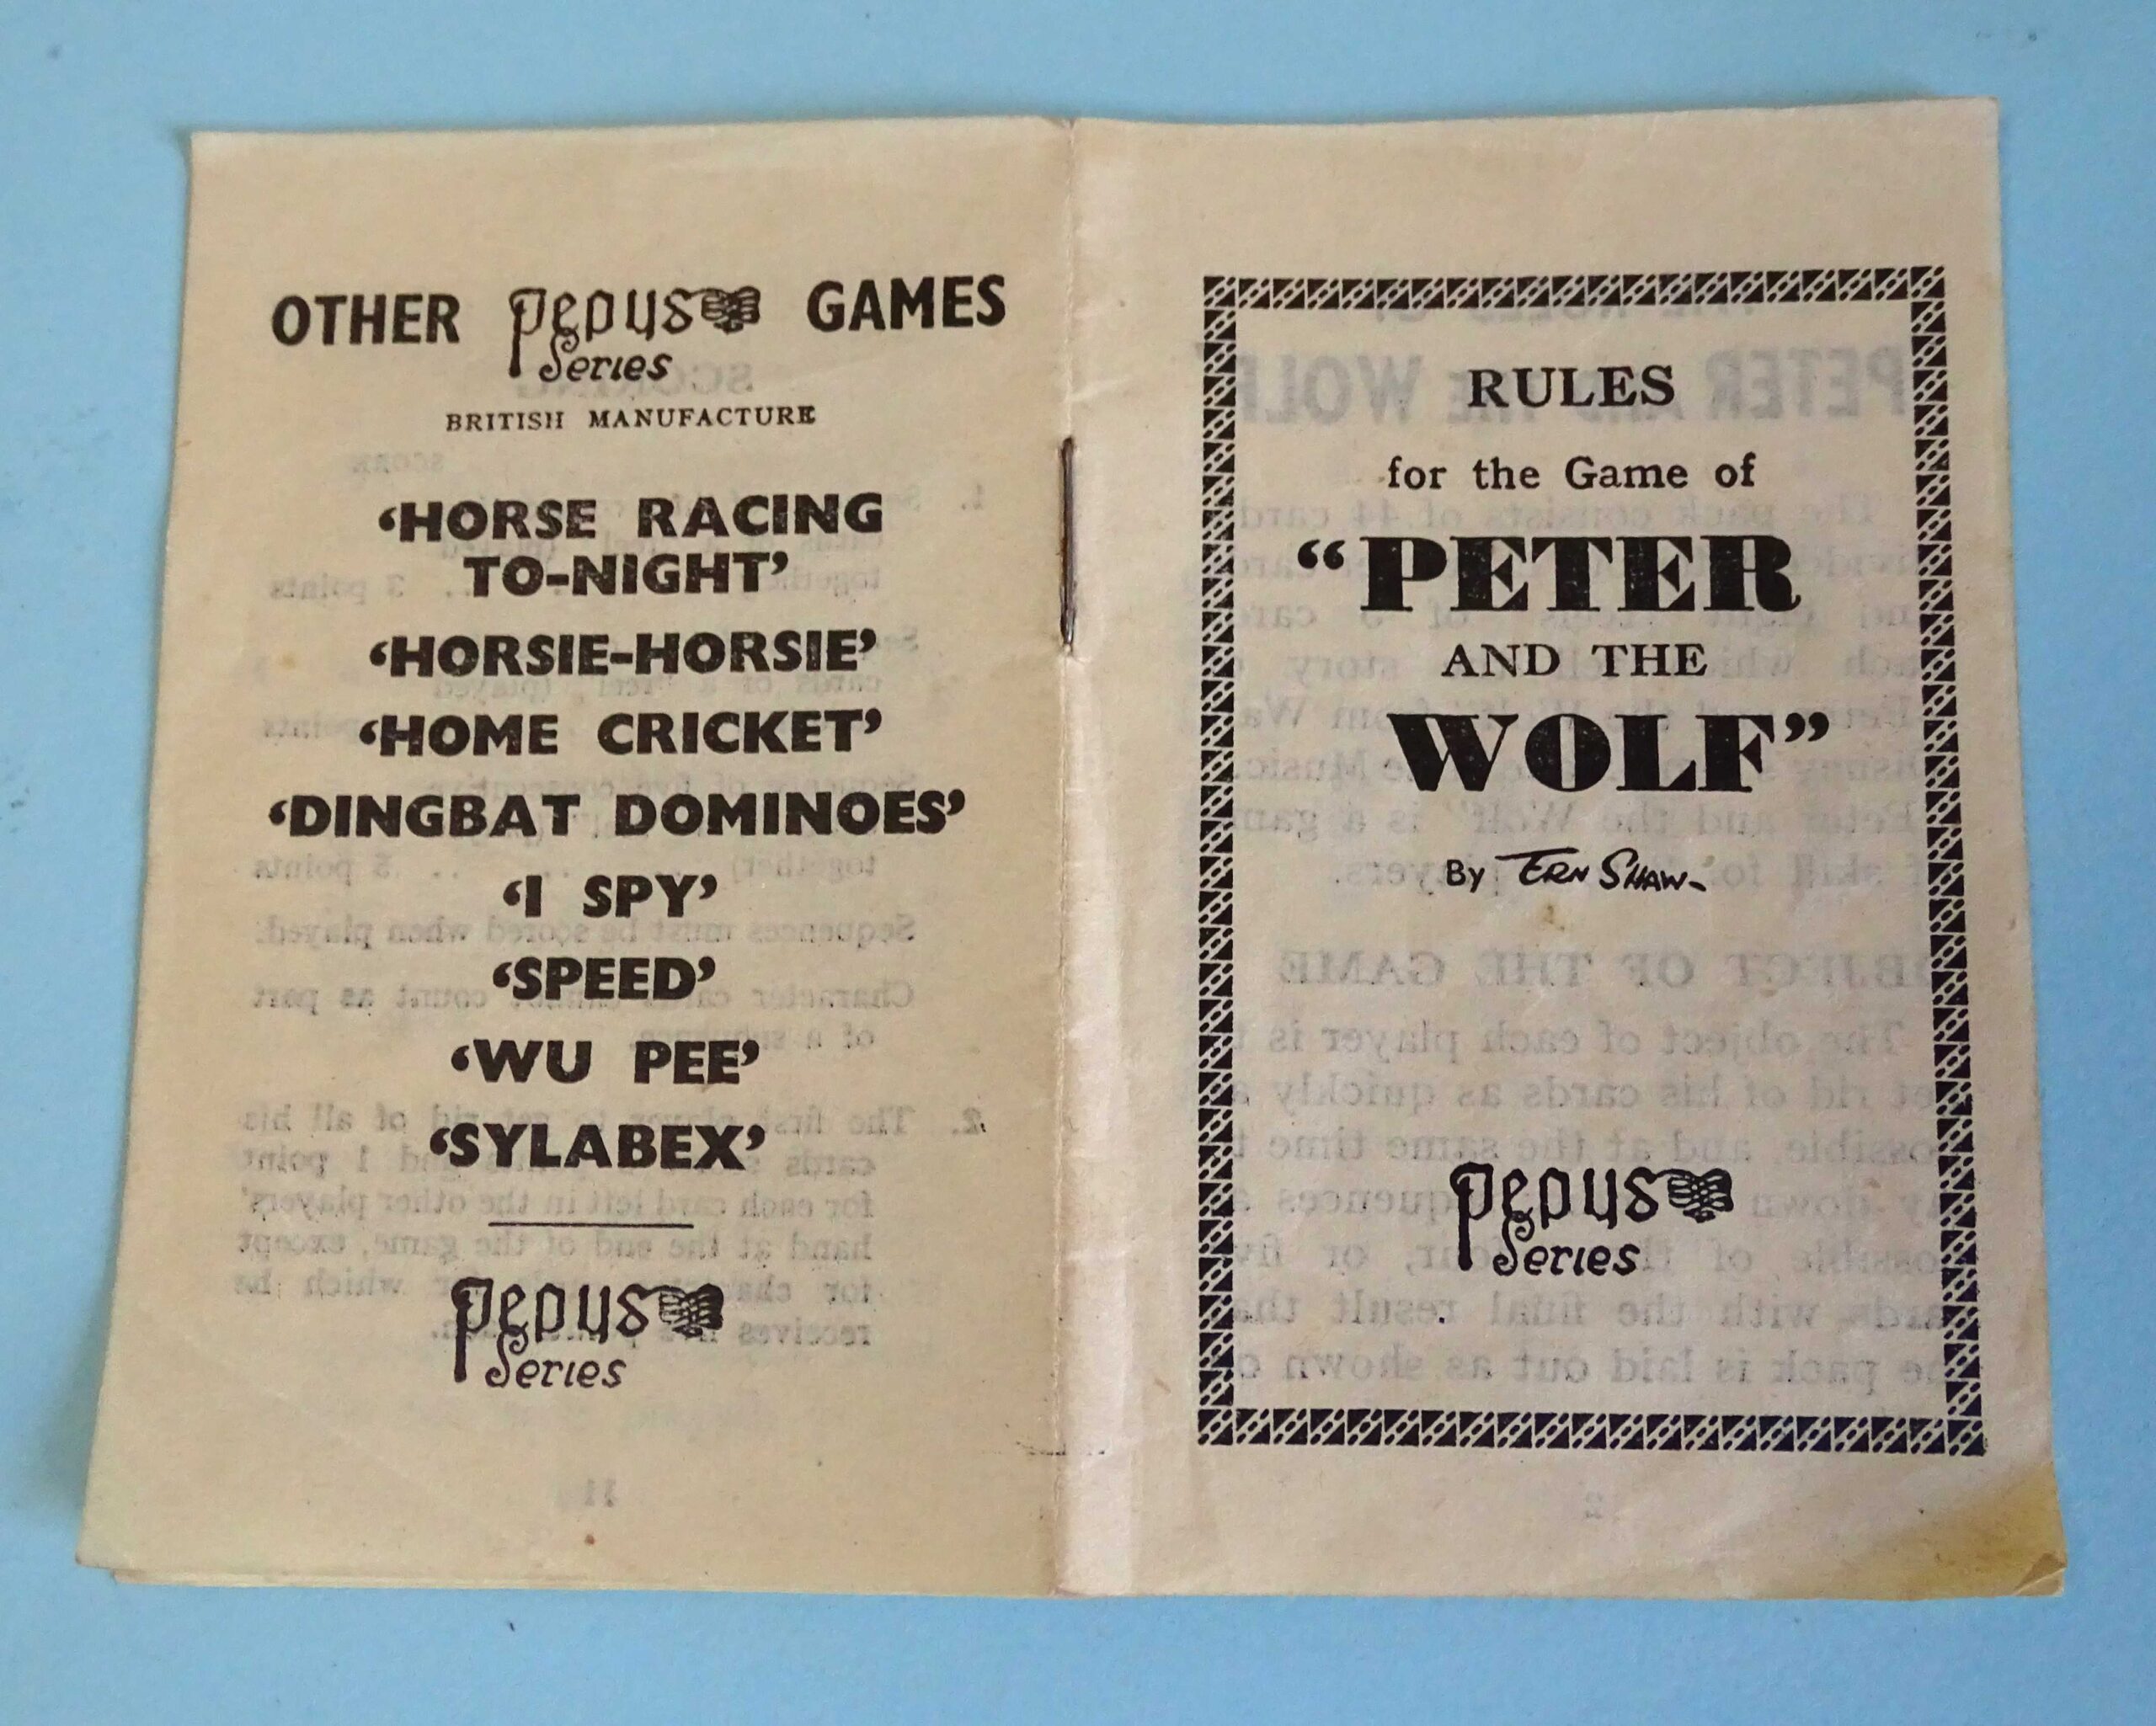 OTHER Pepys GAMES
Series
BRITISH MANUFACTURE
‘HORSE RACING
TO-NIGHT’
‘HORSIE-HORSIE’
‘HOME CRICKET’
‘DINGBAT DOMINOES’
‘I SPY’
‘SPEED’
‘WU PEE’
‘SYLABEX’
Pepys
Series
RULES
for the Game of
“PETER
AND THE
WOLF”
By ERN SHAW
Pepys
Series